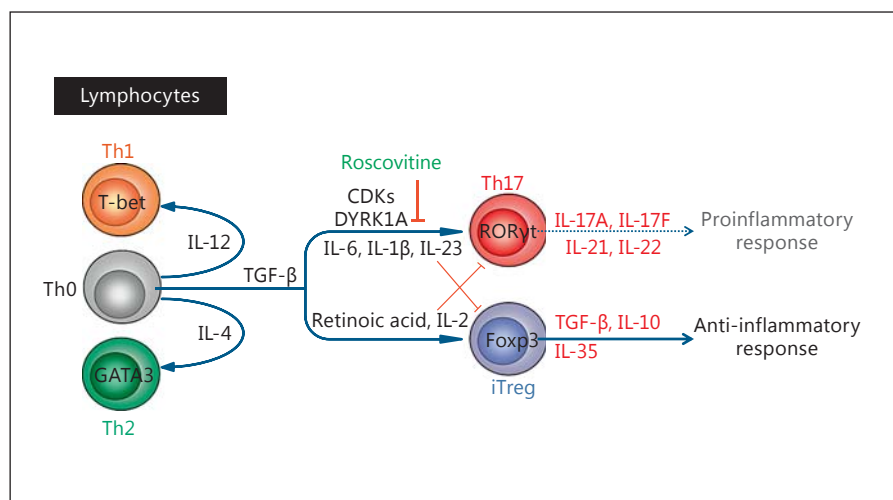 Lymphocytes
Th1
T-bet
IL-12
Th0
TGF-β
IL-4
GATA3
Th2
Roscovitine
CDKs
DYRK1A
IL-6, IL-1β, IL-23
Retinoic acid, IL-2
Th17
RORγt
IL-17A, IL-17F
IL-21, IL-22
Proinflammatory
response
Foxp3
iTreg
TGF-β, IL-10
IL-35
Anti-inflammatory
response